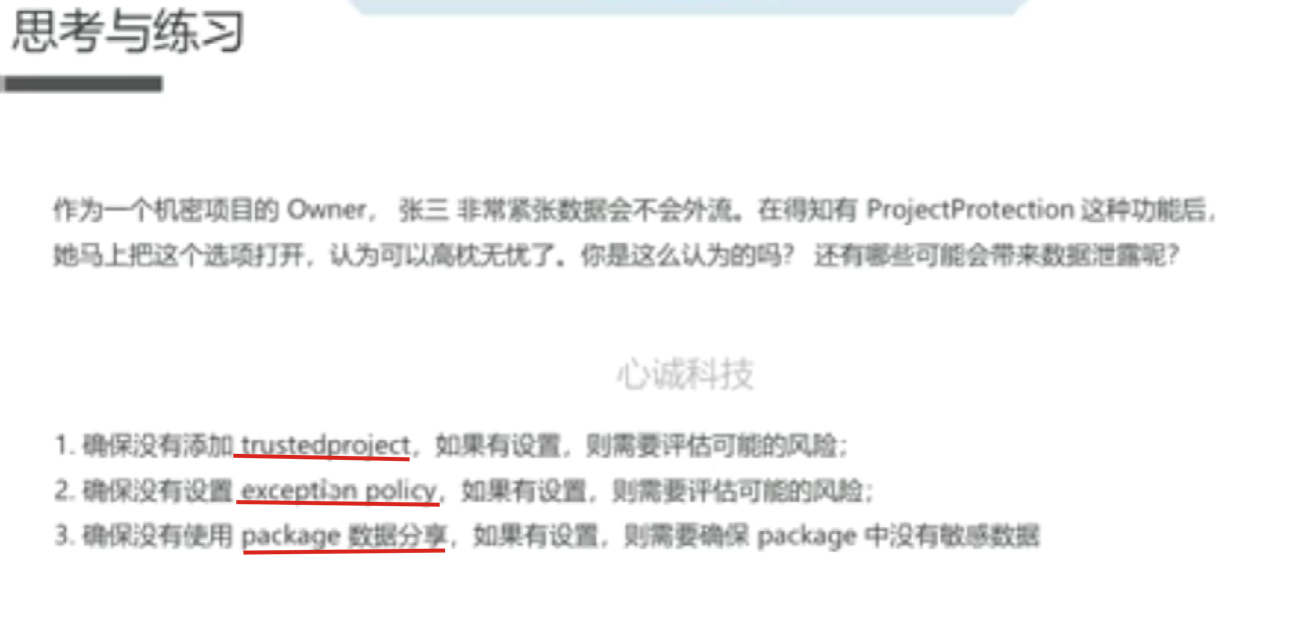 思考与练习
作为一个机密项目的 Owner， 张三 非常紧张数据会不会外流。在得知有 ProjectProtection 这种功能后，
她马上把这个选项打开，认为可以高枕无忧了。你是这么认为的吗？ 还有哪些可能会带来数据泄露呢？
心诚科技
1. 确保没有添加 trustedproject，如果有设置，则需要评估可能的风险；
2. 确保没有设置 exception policy，如果有设置，则需要评估可能的风险；
3. 确保没有使用 package 数据分享，如果有设置，则需要确保 package 中没有敏感数据